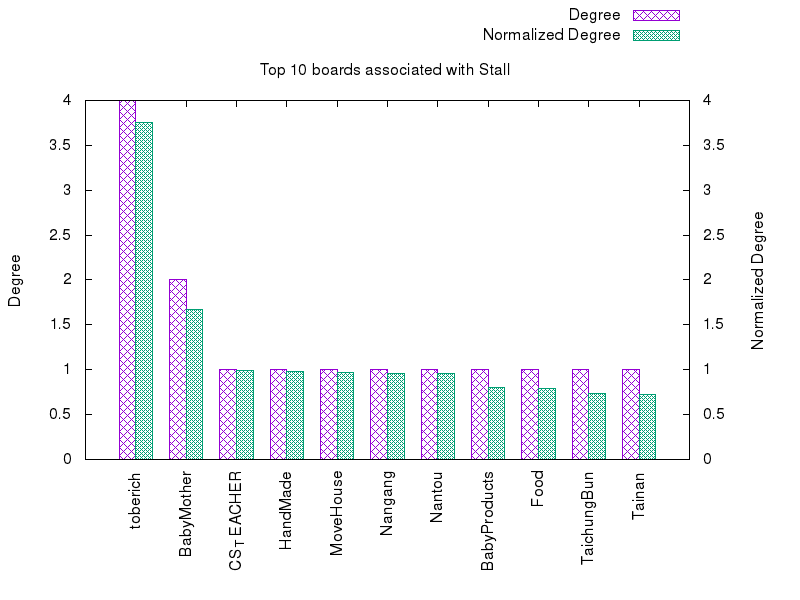 Degree
Normalized Degree
Top 10 boards associated with Stall
4
3.5
3
2.5
2
1.5
1
0.5
0
4
3.5
3
2.5
2
1.5
1
0.5
0
Degree
Normalized Degree
toberich
BabyMother
CSTEACHER
HandMade
MoveHouse
Nangang
Nantou
BabyProducts
Food
TaichungBun
Tainan